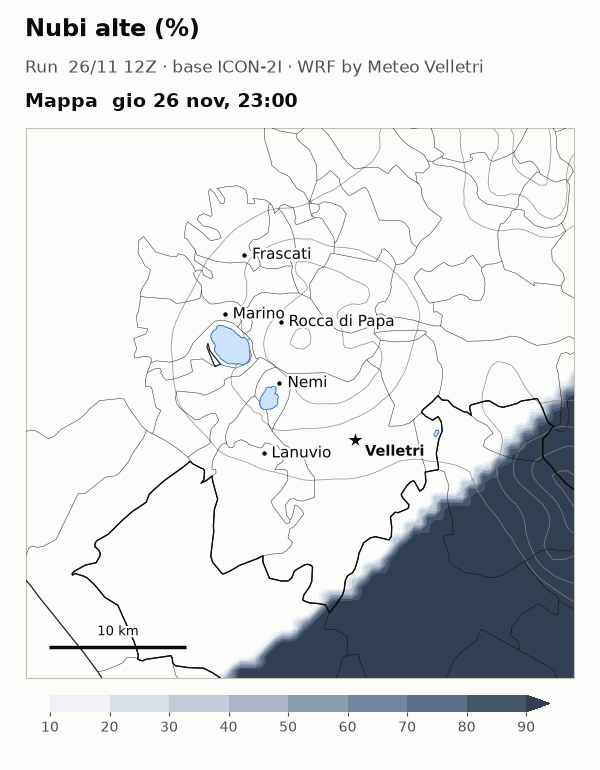 Nubi alte (%)
Run  26/11 12Z · base ICON-2I · WRF by Meteo Velletri
Mappa  gio 26 nov, 23:00
Frascati
Marino
Rocca di Papa
Nemi
Velletri
Lanuvio
10 km
10 20 30 40 50 60 70 80 90